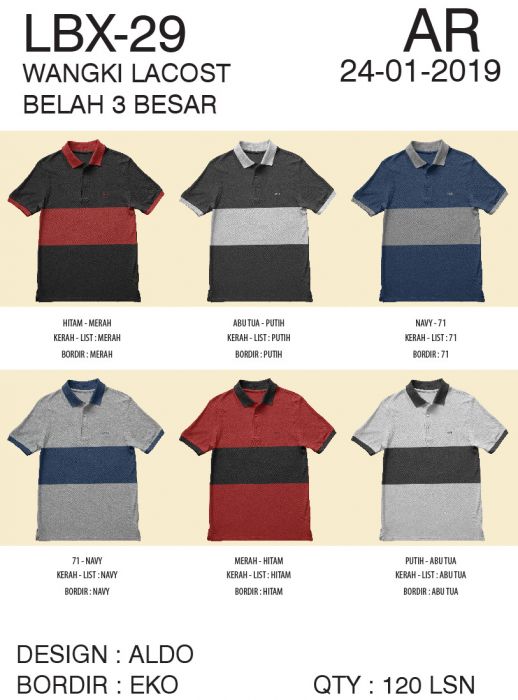 LBX-29
AR
WANGKI LACOST
24-01-2019
BELAH 3 BESAR
HITAM - MERAH
KERAH - LIST : MERAH
BORDIR : MERAH
ABU TUA - PUTIH
KERAH - LIST : PUTIH
BORDIR : PUTIH
NAVY - 71
KERAH - LIST : 71
BORDIR : 71
71 - NAVY
KERAH - LIST : NAVY
BORDIR : NAVY
MERAH - HITAM
KERAH - LIST : HITAM
BORDIR : HITAM
PUTIH - ABU TUA
KERAH - LIST : ABU TUA
BORDIR : ABU TUA
DESIGN : ALDO
BORDIR : EKO
QTY : 120 LSN